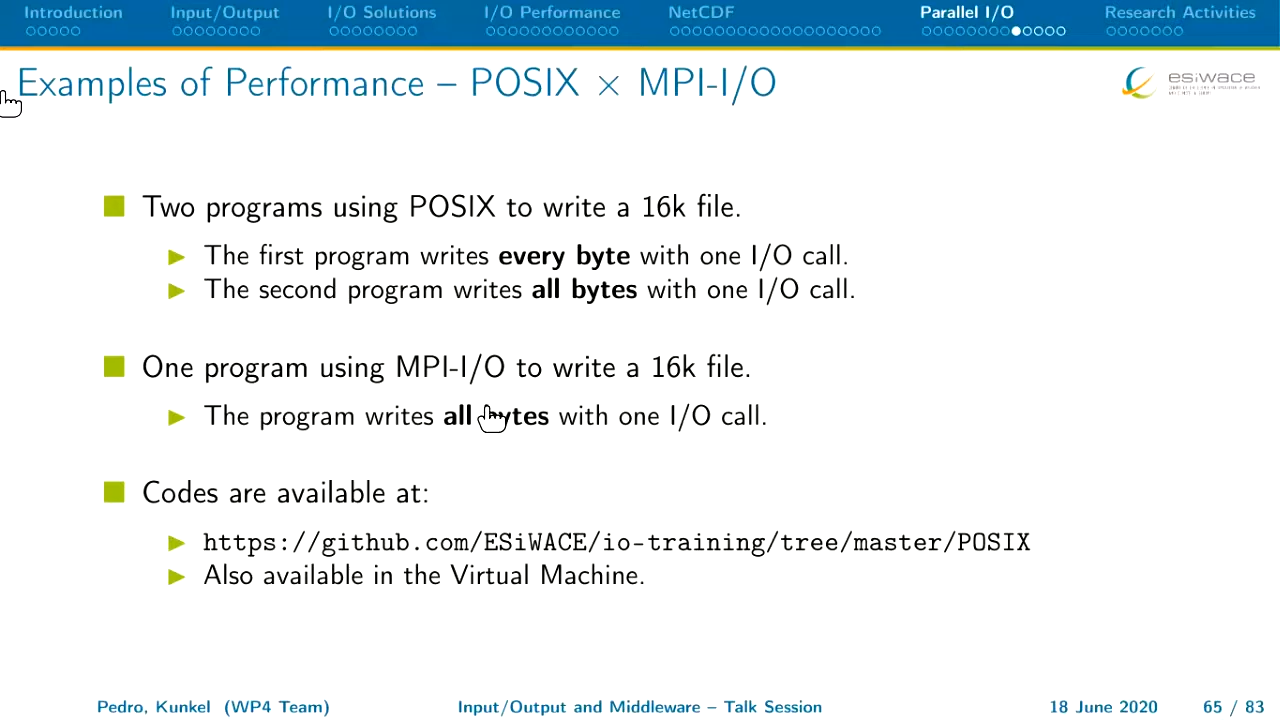 Introduction Input/Output I/O Solutions I/O Performance NetCDF Parallel I/O Research Activities
Examples of Performance – POSIX × MPI-I/O
esiwace
Two programs using POSIX to write a 16k file.
The first program writes every byte with one I/O call.
The second program writes all bytes with one I/O call.
One program using MPI-I/O to write a 16k file.
The program writes all bytes with one I/O call.
Codes are available at:
https://github.com/ESiWACE/io-training/tree/master/POSIX
Also available in the Virtual Machine.
Pedro, Kunkel (WP4 Team) Input/Output and Middleware – Talk Session 18 June 2020 65 / 83